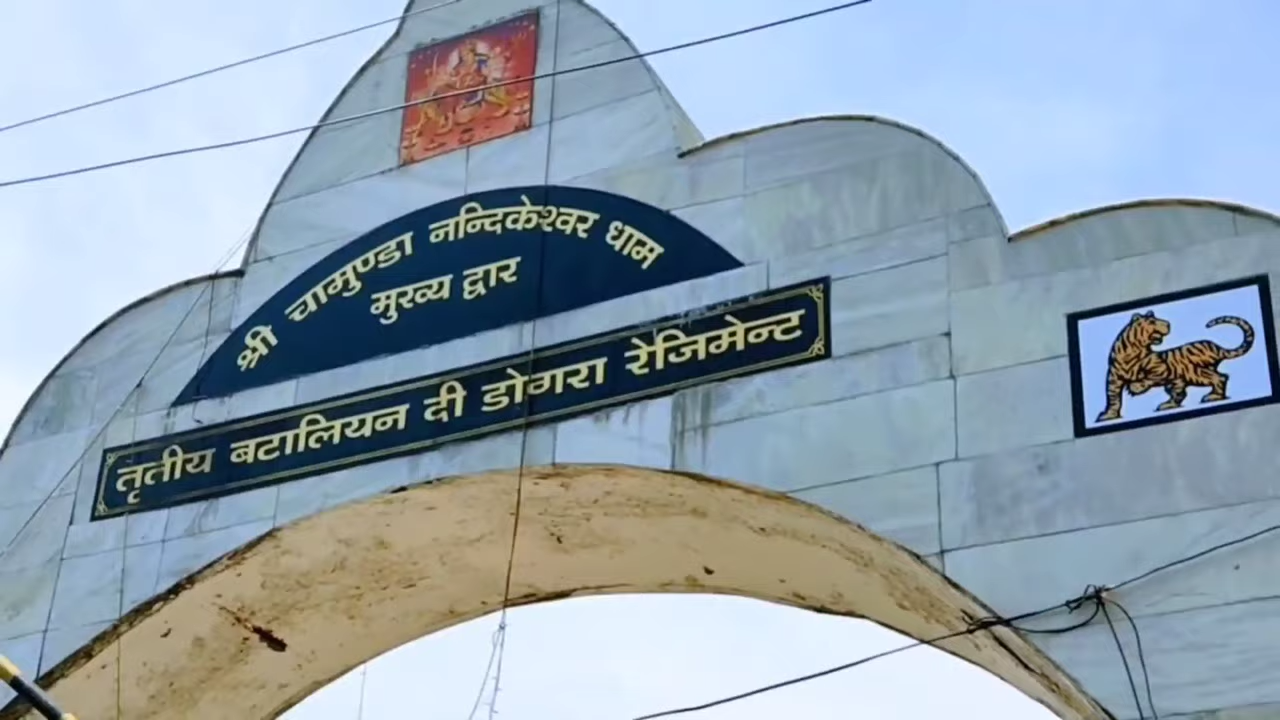 श्री चामुण्डा नन्दिकेश्वर धाम
मुख्य द्वार
तृतीय बटालियन दी डोगरा रेजिमेन्ट